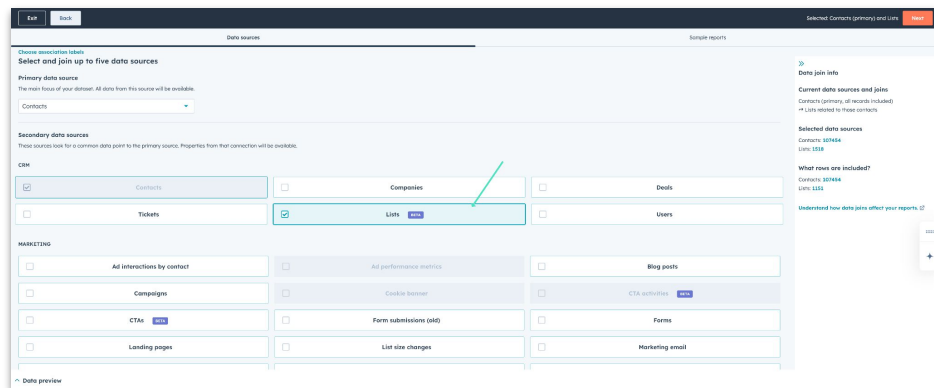 Exit
Back
Selected: Contacts (primary) and Lists
Next
Data sources
Sample reports
Choose association labels
Select and join up to five data sources
Primary data source
The main focus of your dataset. All data from this source will be available.
Contacts
Secondary data sources
These sources look for a common data point to the primary source. Properties from that connection will be available.
CRM
Contacts
Companies
Deals
Tickets
Lists BETA
Users
MARKETING
Ad interactions by contact
Ad performance metrics
Blog posts
Campaigns
Cookie banner
CTA activities BETA
CTAs BETA
Form submissions (old)
Forms
Landing pages
List size changes
Marketing email
Data preview
Data join info
Current data sources and joins
Contacts (primary, all records included)
Lists related to those contacts
Selected data sources
Contacts: 107454
Lists: 1518
What rows are included?
Contacts: 107454
Lists: 1151
Understand how data joins affect your reports.